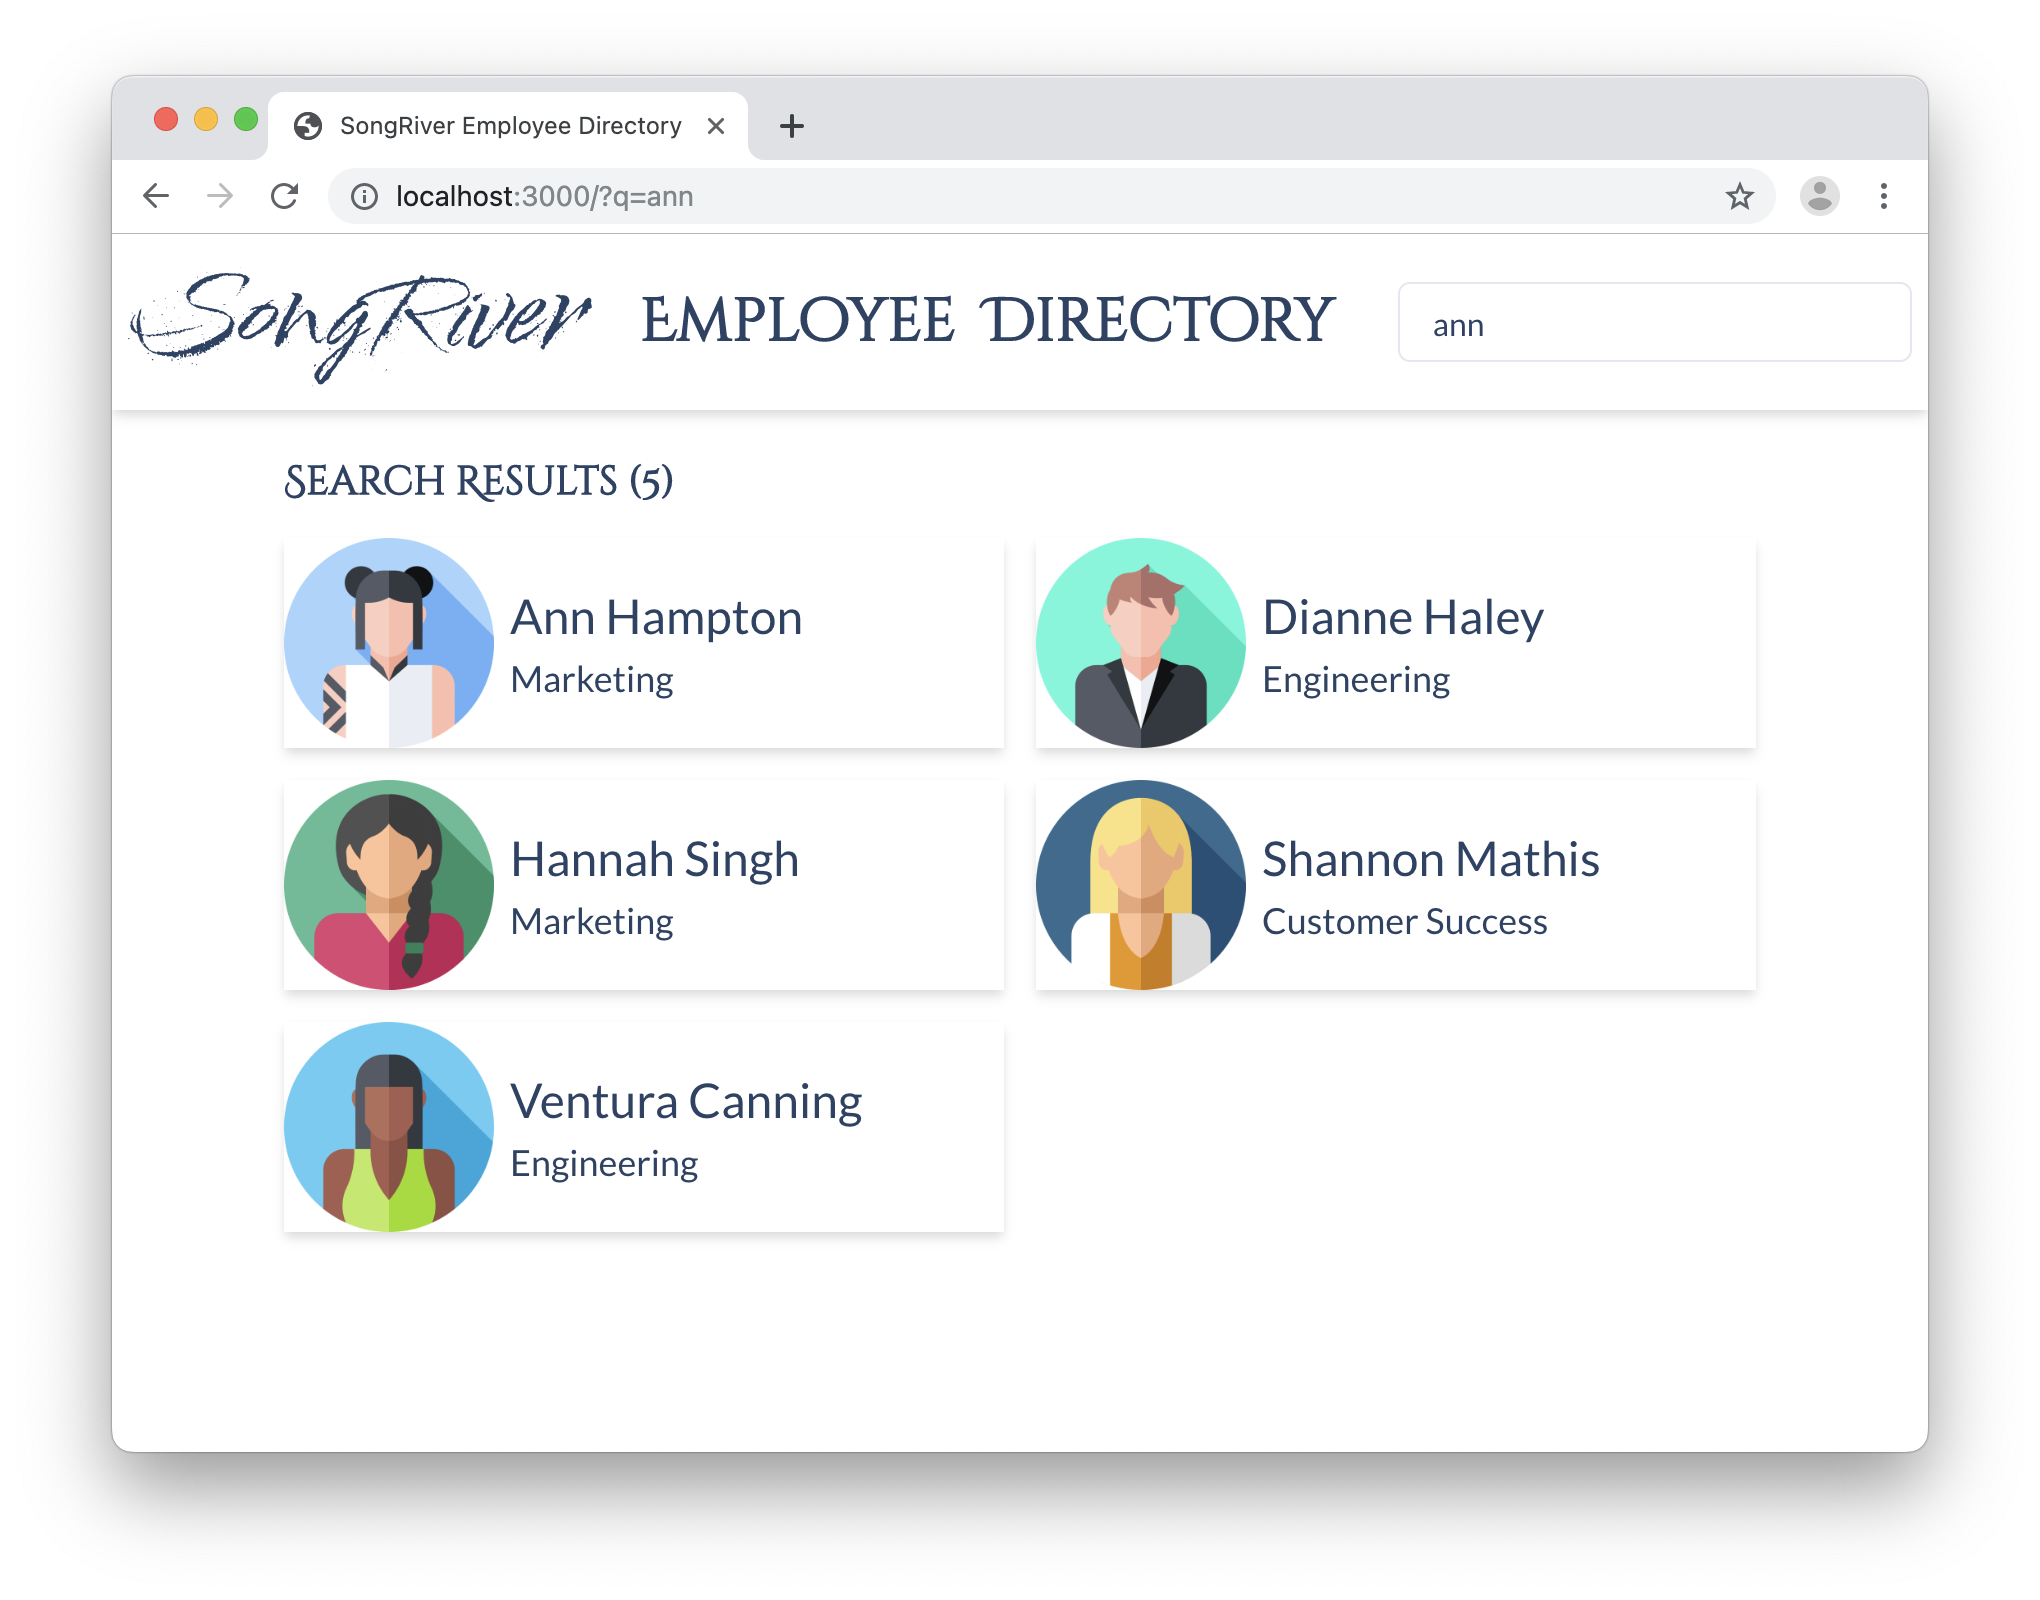 SongRiver Employee Directory
localhost:3000/?q=ann
SongRiver EMPLOYEE DIRECTORY
ann
SEARCH RESULTS (5)
Ann Hampton
Marketing
Dianne Haley
Engineering
Hannah Singh
Marketing
Shannon Mathis
Customer Success
Ventura Canning
Engineering